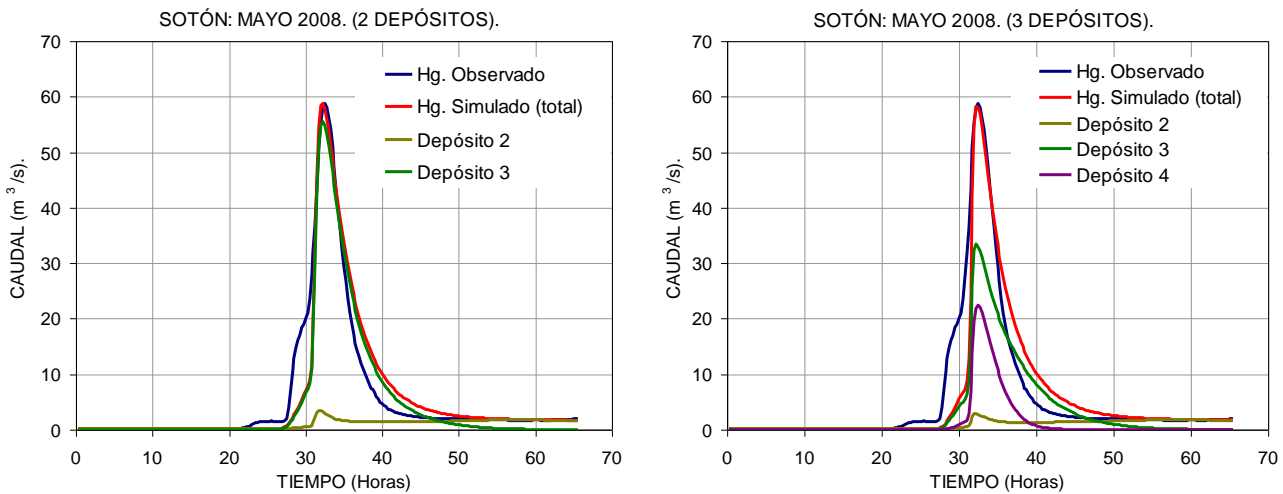 SOTÓN: MAYO 2008. (2 DEPÓSITOS).
CAUDAL (m ³ /s).
70
60
50
40
30
20
10
0
Hg. Observado
Hg. Simulado (total)
Depósito 2
Depósito 3
0 10 20 30 40 50 60 70
TIEMPO (Horas)
SOTÓN: MAYO 2008. (3 DEPÓSITOS).
CAUDAL (m ³ /s).
70
60
50
40
30
20
10
0
Hg. Observado
Hg. Simulado (total)
Depósito 2
Depósito 3
Depósito 4
0 10 20 30 40 50 60 70
TIEMPO (Horas)